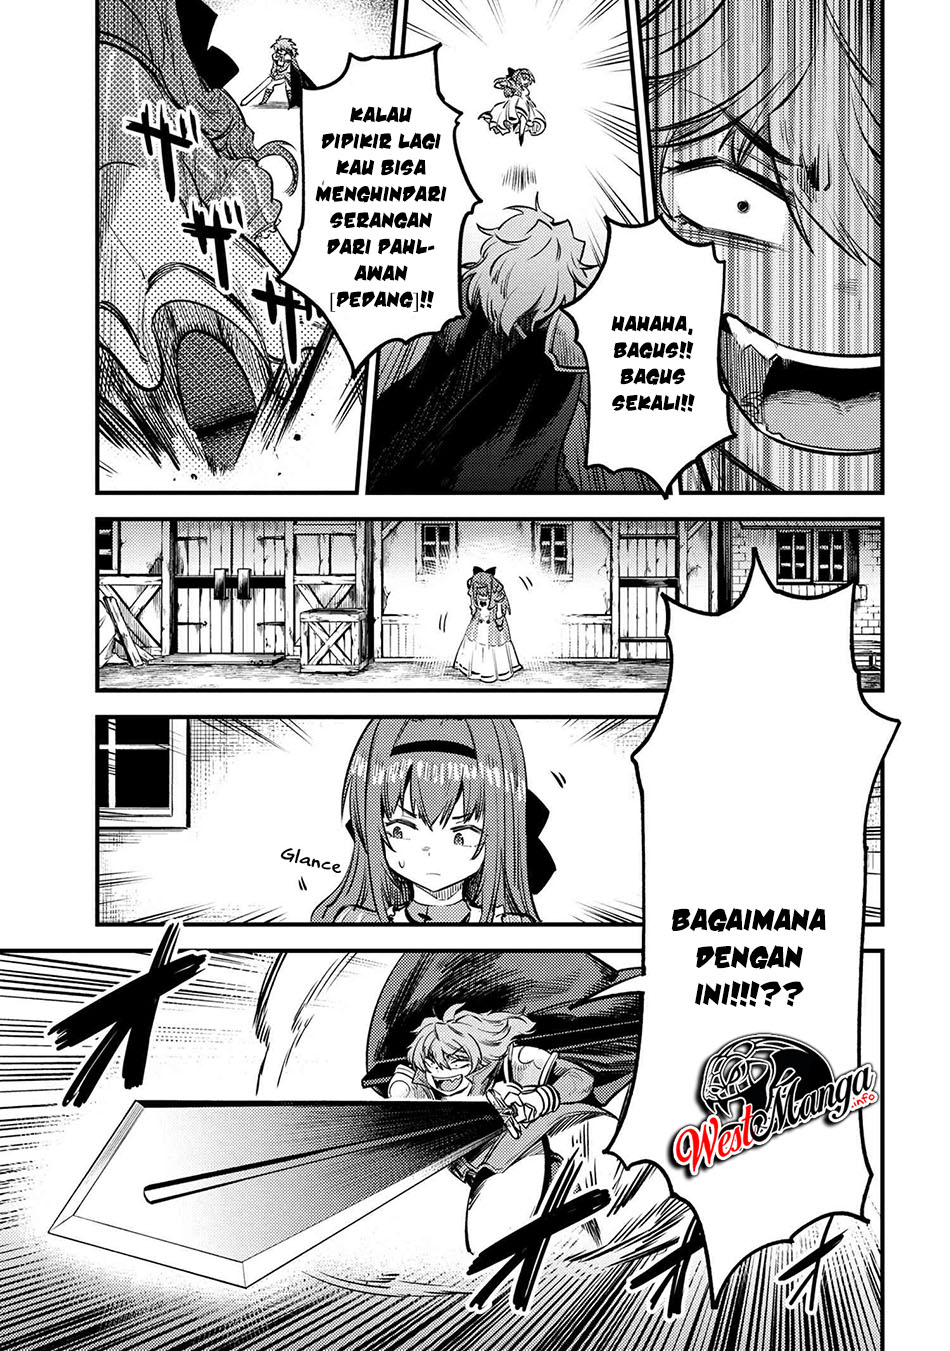 HAHAHA,
BAGUS!!
BAGUS
SEKALI!!
KALAU
DIPIKIR LAGI
KAU BISA
MENGHINDARI
SERANGAN
DARI PAHL-
AWAN
[PEDANG]!!
Glance
BAGAIMANA
DENGAN
INI!!!??
WestManga
.info